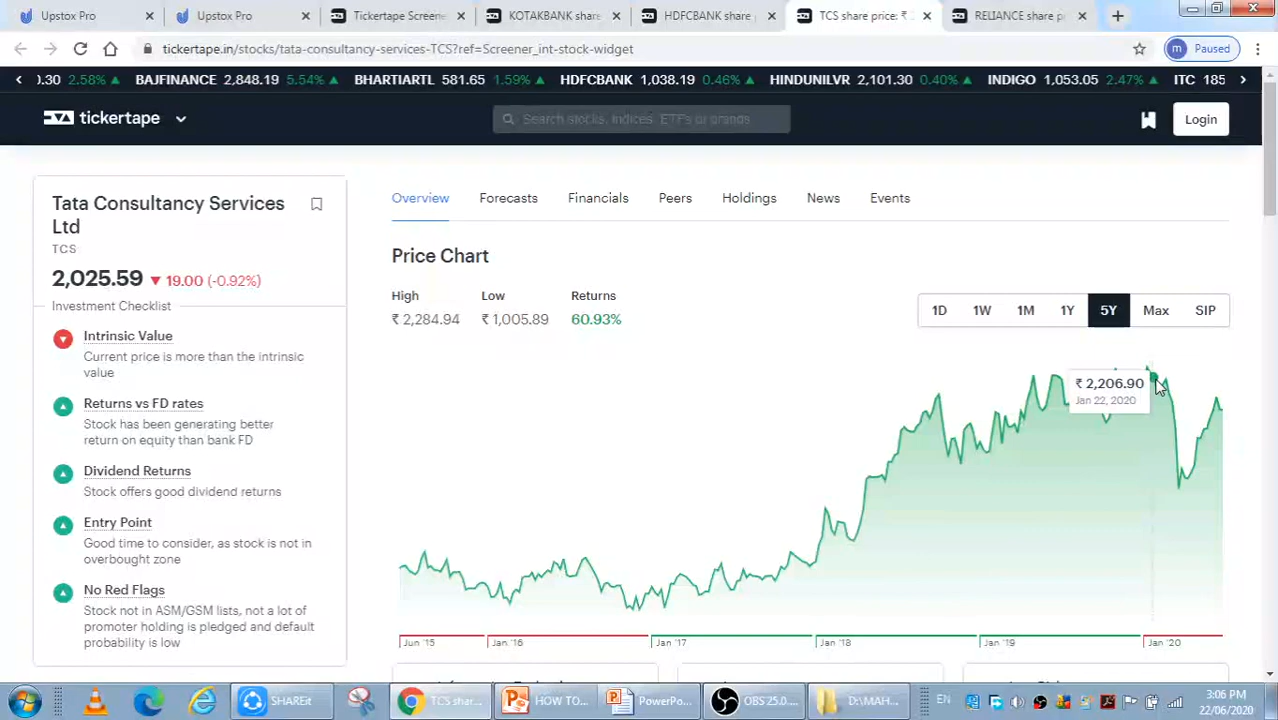 Upstox Pro
Upstox Pro
Tickertape Screene
KOTAKBANK share
HDFCBANK share
TCS share price: ₹
RELIANCE share p
tickertape.in/stocks/tata-consultancy-services-TCS?ref=Screener_int-stock-widget
m Paused
0.30 2.58% BAJFINANCE 2,848.19 5.54% BHARTIARTL 581.65 1.59% HDFCBANK 1,038.19 0.46% HINDUNILVR 2,101.30 0.40% INDIGO 1,053.05 2.47% ITC 185
tickertape
Search stocks, indices, ETFs or brands
Login
Tata Consultancy Services
Ltd
TCS
2,025.59 ▼ 19.00 (-0.92%)
Investment Checklist
Intrinsic Value
Current price is more than the intrinsic
value
Returns vs FD rates
Stock has been generating better
return on equity than bank FD
Dividend Returns
Stock offers good dividend returns
Entry Point
Good time to consider, as stock is not in
overbought zone
No Red Flags
Stock not in ASM/GSM lists, not a lot of
promoter holding is pledged and default
probability is low
Overview Forecasts Financials Peers Holdings News Events
Price Chart
High Low Returns
₹ 2,284.94 ₹ 1,005.89 60.93%
1D 1W 1M 1Y 5Y Max SIP
₹ 2,206.90
Jan 22, 2020
Jun '15 Jan '16 Jan '17 Jan '18 Jan '19 Jan '20
SHAREit
TCS shar...
HOW TO...
PowerPo...
OBS 25.0...
D:\MAH...
EN
3:06 PM
22/06/2020